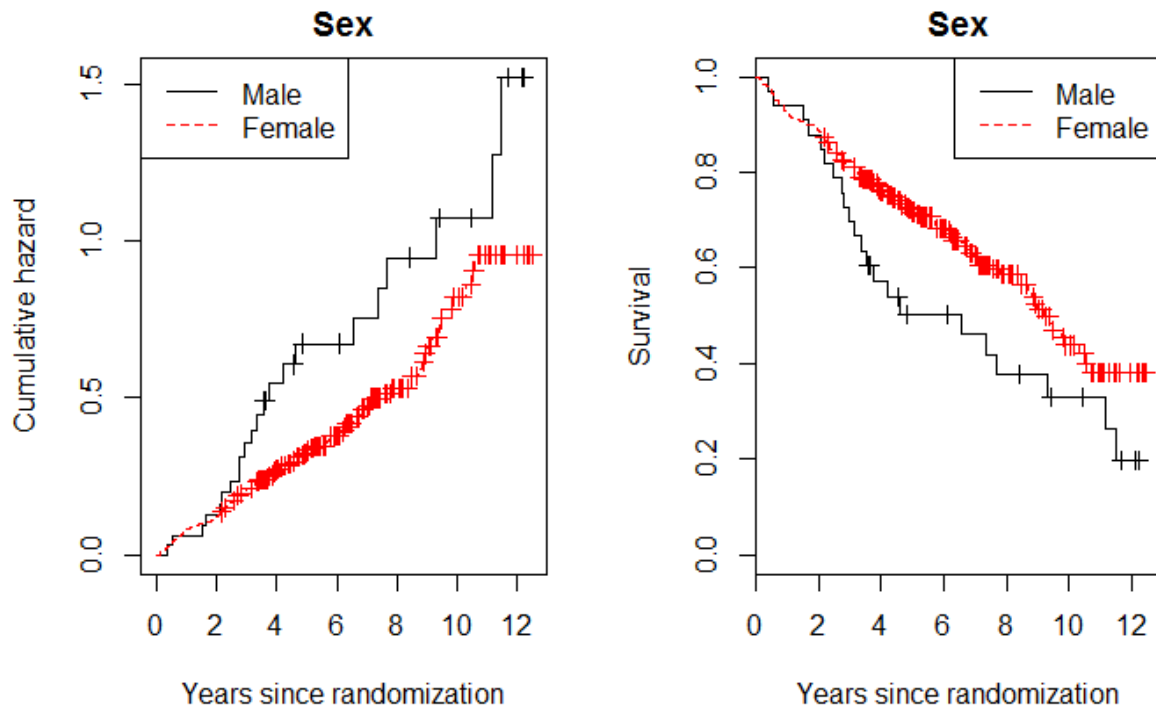 Sex
Male
Female
Cumulative hazard
1.5
1.0
0.5
0.0
0 2 4 6 8 10 12
Years since randomization
Sex
Male
Female
Survival
1.0
0.8
0.6
0.4
0.2
0.0
0 2 4 6 8 10 12
Years since randomization